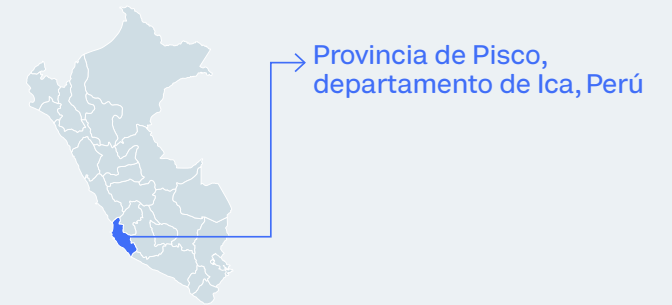 Provincia de Pisco,
departamento de Ica, Perú